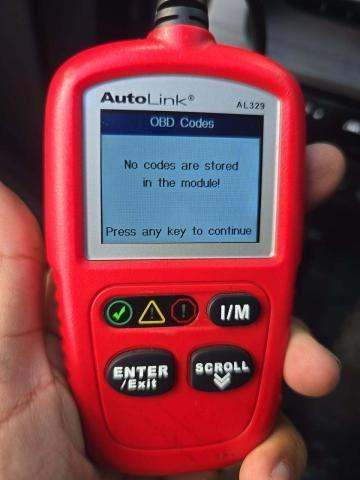 AutoLink®
AL329
OBD Codes
No codes are stored
in the module!
Press any key to continue
I/M
ENTER
/Exit
SCROLL